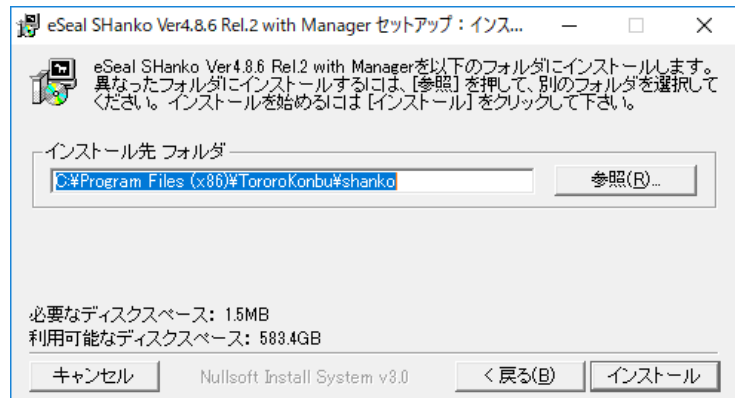 eSeal SHanko Ver4.8.6 Rel.2 with Manager セットアップ：インス...
eSeal SHanko Ver4.8.6 Rel.2 with Managerを以下のフォルダにインストールします。
異なったフォルダにインストールするには、[参照] を押して、別のフォルダを選択して
ください。インストールを始めるには [インストール] をクリックして下さい。
インストール先 フォルダ
C:¥Program Files (x86)¥TororoKonbu¥shanko
参照(R)...
必要なディスクスペース: 1.5MB
利用可能なディスクスペース: 583.4GB
キャンセル
Nullsoft Install System v3.0
< 戻る(B)
インストール